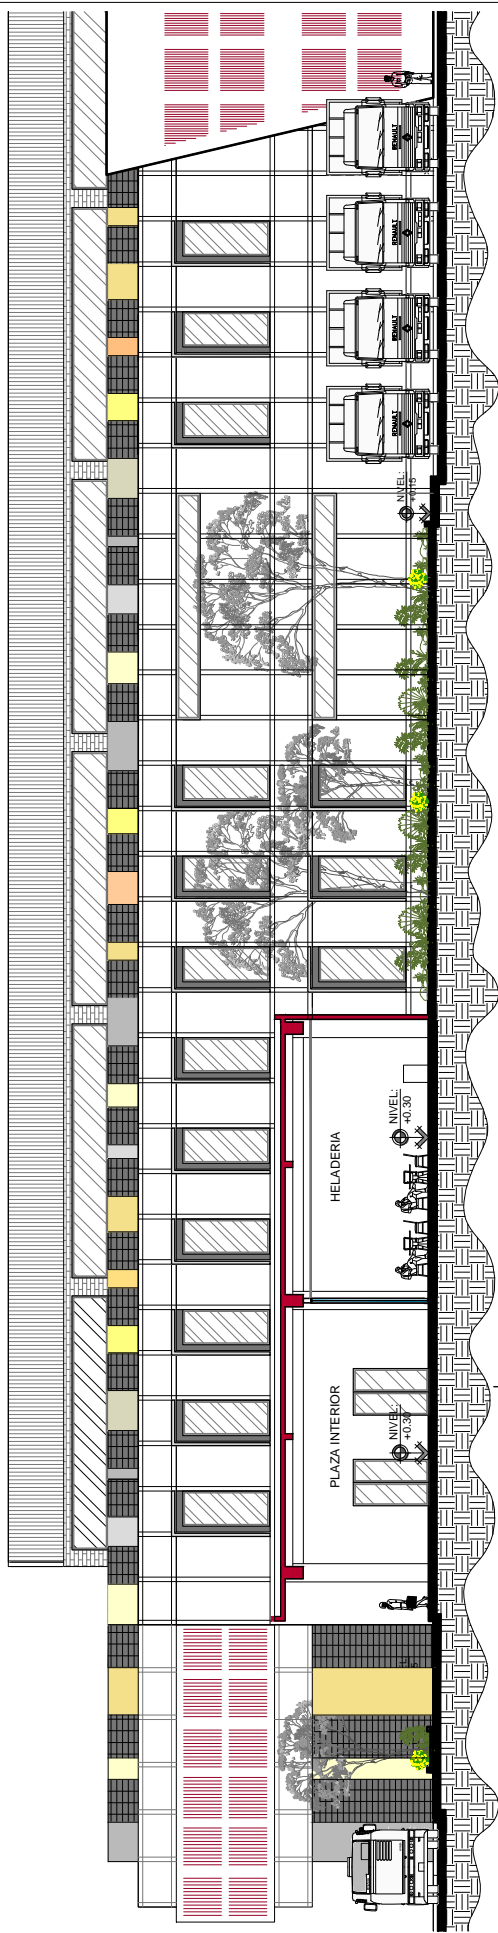 RENAULT
RENAULT
RENAULT
RENAULT
NIVEL:
+0.15
HELADERIA
NIVEL:
+0.30
PLAZA INTERIOR
NIVEL:
+0.30